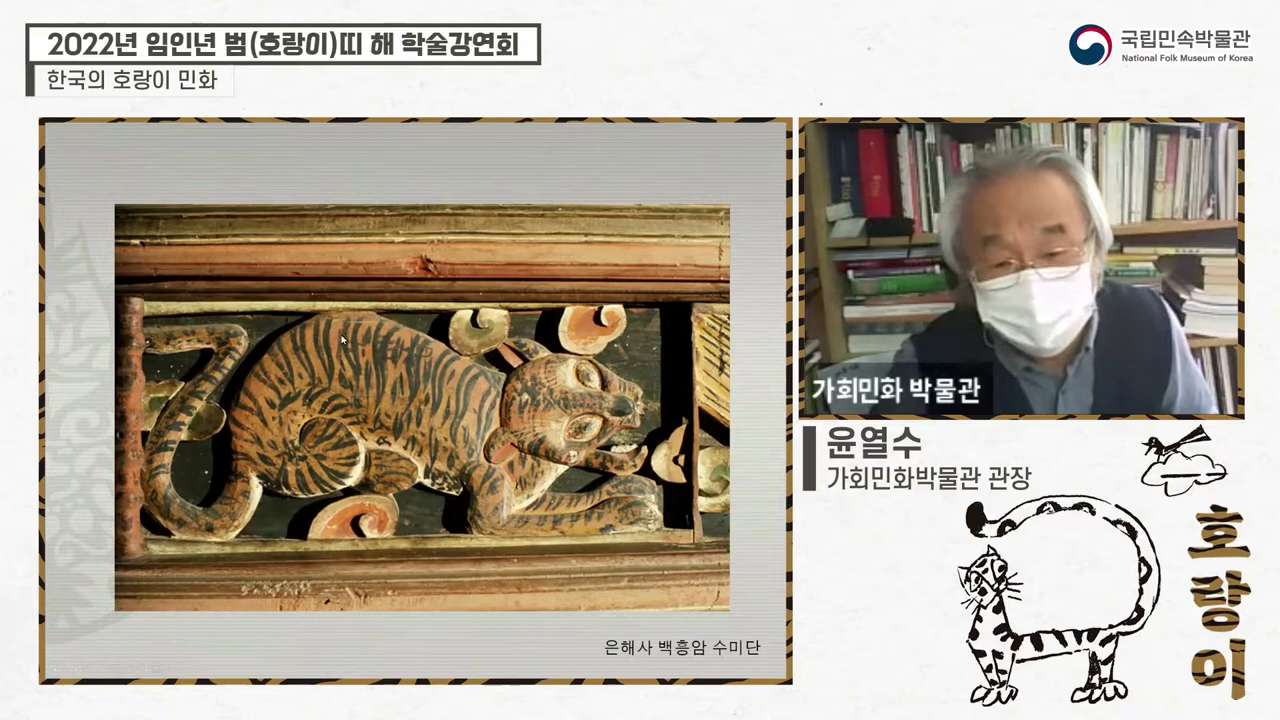 2022년 임인년 범(호랑이)띠 해 학술강연회
한국의 호랑이 민화
국립민속박물관
National Folk Museum of Korea
은해사 백흥암 수미단
가회민화 박물관
윤열수
가회민화박물관 관장
호랑이